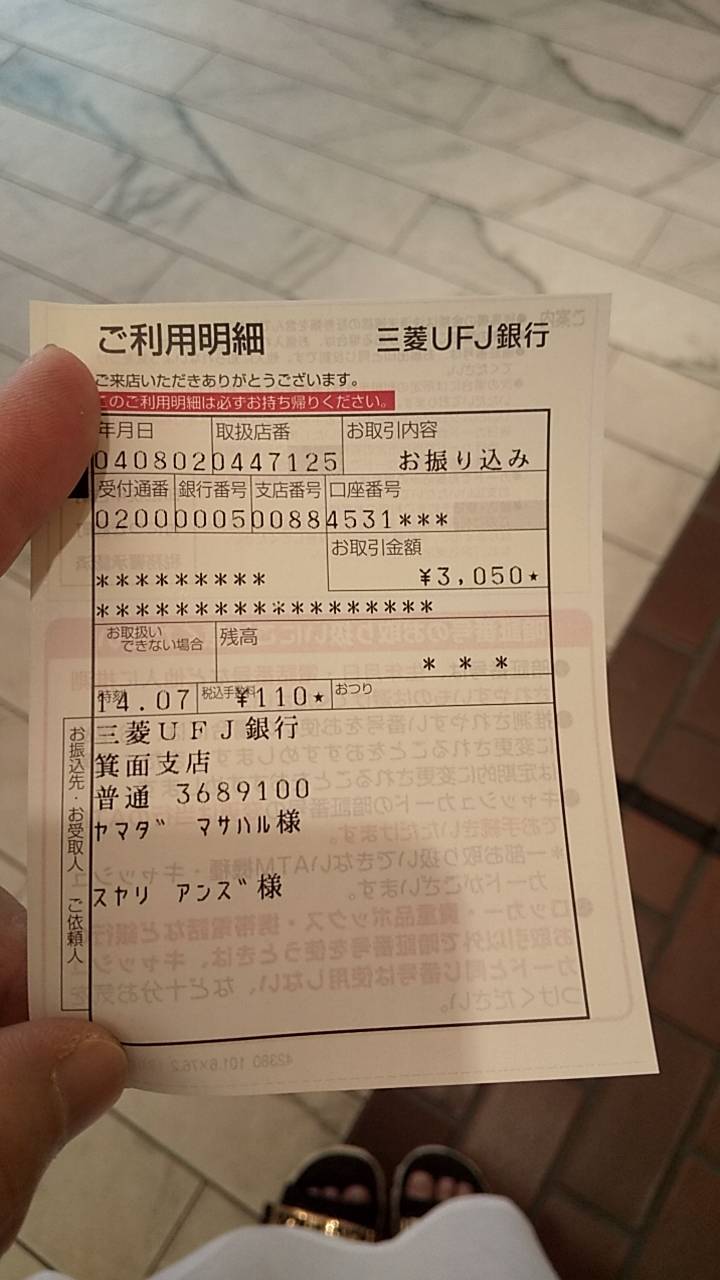 ご利用明細 三菱UFJ銀行
ご来店いただきありがとうございます。
このご利用明細は必ずお持ち帰りください。
年月日 取扱店番 お取引内容
040802 0447125 お振り込み
受付通番 銀行番号 支店番号 口座番号
0200 0005 0088 4531***
お取引金額
********* ¥3,050★
******************
お取扱いできない場合 残高
* * *
時刻 税込手数料 おつり
14.07 ¥110★
お振込先・お受取人 ご依頼人
三菱UFJ銀行
箕面支店
普通 3689100
ヤマダ マサハル様
スヤリ アンズ様